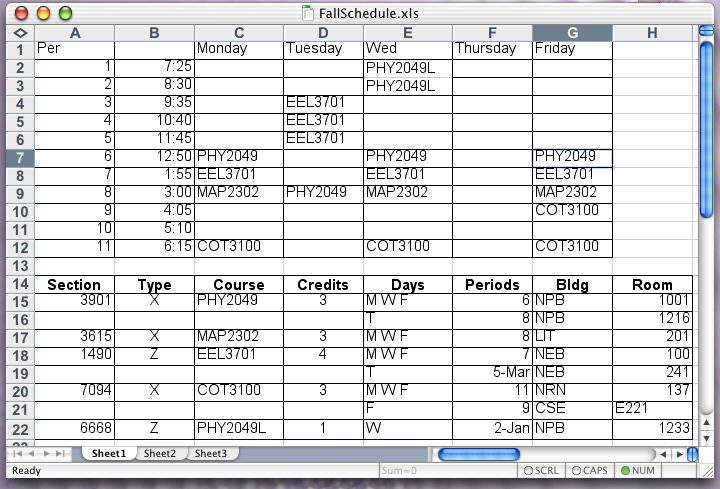 FallSchedule.xls
A B C D E F G H
1 Per Monday Tuesday Wed Thursday Friday
2 1 7:25 PHY2049L
3 2 8:30 PHY2049L
4 3 9:35 EEL3701
5 4 10:40 EEL3701
6 5 11:45 EEL3701
7 6 12:50 PHY2049 PHY2049 PHY2049
8 7 1:55 EEL3701 EEL3701 EEL3701
9 8 3:00 MAP2302 PHY2049 MAP2302 MAP2302
10 9 4:05 COT3100
11 10 5:10
12 11 6:15 COT3100 COT3100 COT3100
13
14 Section Type Course Credits Days Periods Bldg Room
15 3901 X PHY2049 3 M W F 6 NPB 1001
16 T 8 NPB 1216
17 3615 X MAP2302 3 M W F 8 LIT 201
18 1490 Z EEL3701 4 M W F 7 NEB 100
19 T 5-Mar NEB 241
20 7094 X COT3100 3 M W F 11 NRN 137
21 F 9 CSE E221
22 6668 Z PHY2049L 1 W 2-Jan NPB 1233
Sheet1 Sheet2 Sheet3
Ready Sum=0 SCRL CAPS NUM